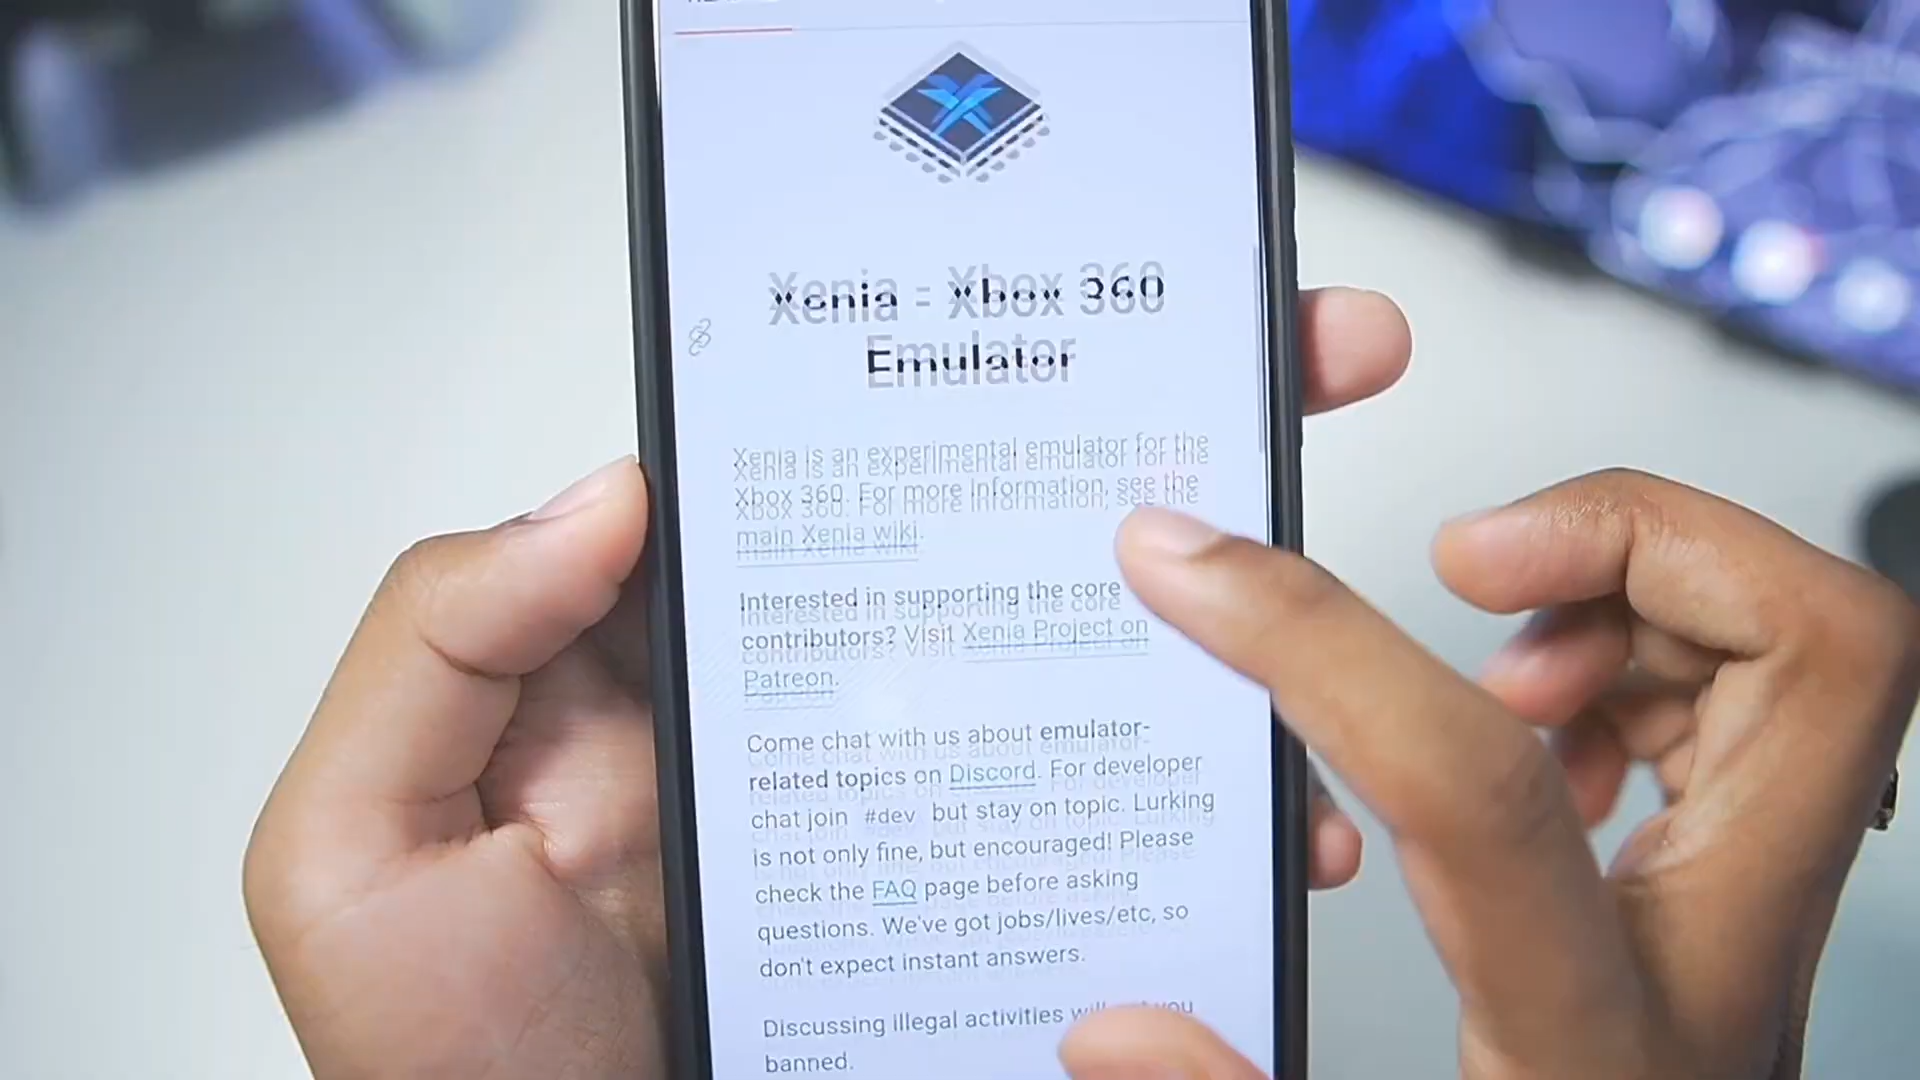 Xenia - Xbox 360
Emulator
Xenia is an experimental emulator for the
Xbox 360. For more information, see the
main Xenia wiki.
Interested in supporting the core
contributors? Visit Xenia Project on
Patreon.
Come chat with us about emulator-
related topics on Discord. For developer
chat join #dev but stay on topic. Lurking
is not only fine, but encouraged! Please
check the FAQ page before asking
questions. We've got jobs/lives/etc, so
don't expect instant answers.
Discussing illegal activities will get you
banned.